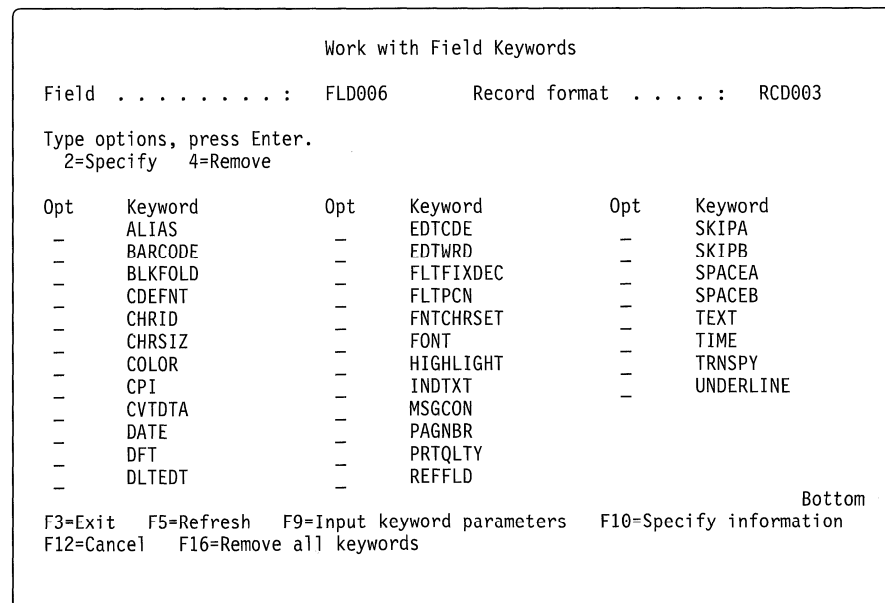 Work with Field Keywords
Field . . . . . . . . : FLD006 Record format . . . . : RCD003
Type options, press Enter.
2=Specify 4=Remove
Opt Keyword Opt Keyword Opt Keyword
_ ALIAS _ EDTCDE _ SKIPA
_ BARCODE _ EDTWRD _ SKIPB
_ BLKFOLD _ FLTFIXDEC _ SPACEA
_ CDEFNT _ FLTPCN _ SPACEB
_ CHRID _ FNTCHRSET _ TEXT
_ CHRSIZ _ FONT _ TIME
_ COLOR _ HIGHLIGHT _ TRNSPY
_ CPI _ INDTXT _ UNDERLINE
_ CVTDTA _ MSGCON
_ DATE _ PAGNBR
_ DFT _ PRTQLTY
_ DLTEDT _ REFFLD
Bottom
F3=Exit F5=Refresh F9=Input keyword parameters F10=Specify information
F12=Cancel F16=Remove all keywords